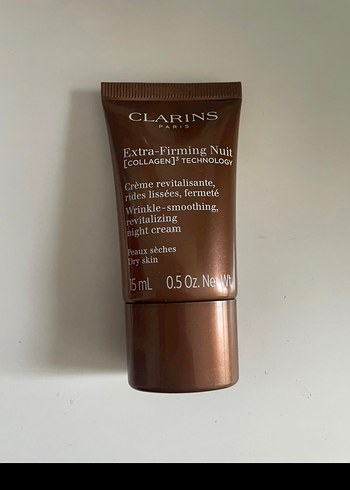 CLARINS
PARIS
Extra-Firming Nuit
[COLLAGEN]³ TECHNOLOGY
Crème revitalisante,
rides lissées, fermeté
Wrinkle-smoothing,
revitalizing
night cream
Peaux sèches
Dry skin
15 mL 0.5 Oz. Net Wt.